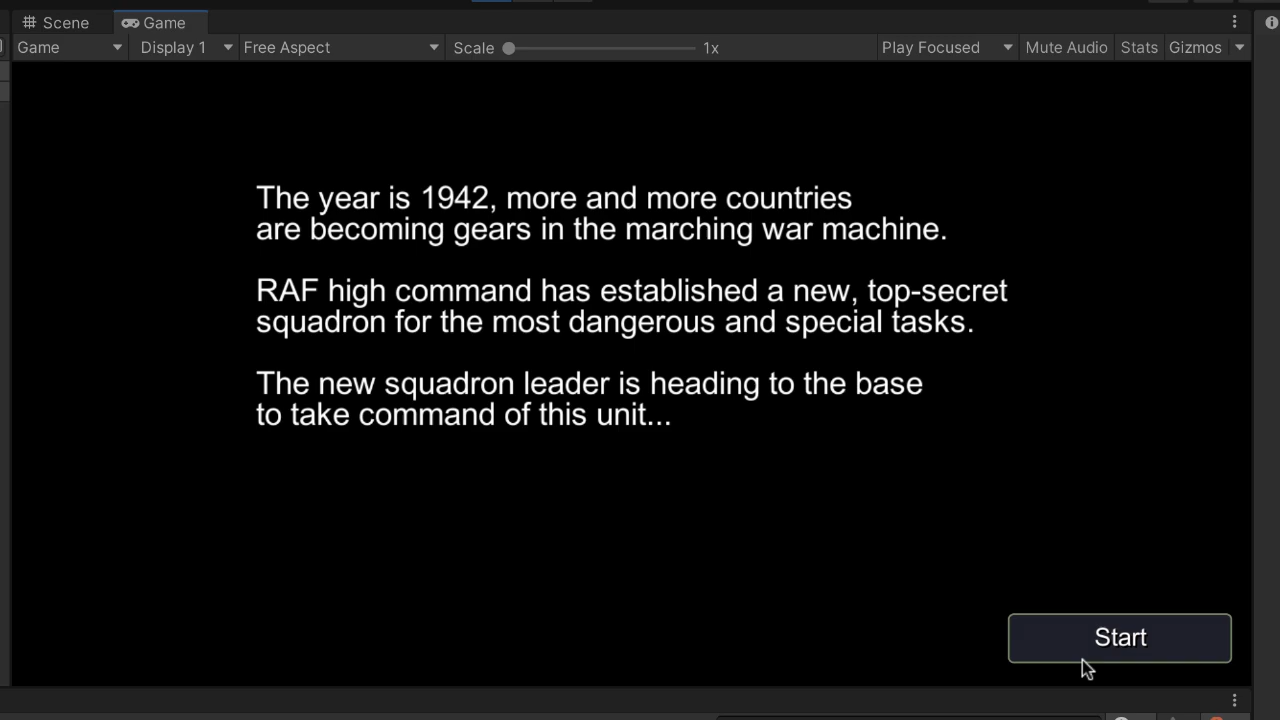 Scene
Game
Game
Display 1
Free Aspect
Scale
1x
Play Focused
Mute Audio
Stats
Gizmos
The year is 1942, more and more countries
are becoming gears in the marching war machine.
RAF high command has established a new, top-secret
squadron for the most dangerous and special tasks.
The new squadron leader is heading to the base
to take command of this unit...
Start